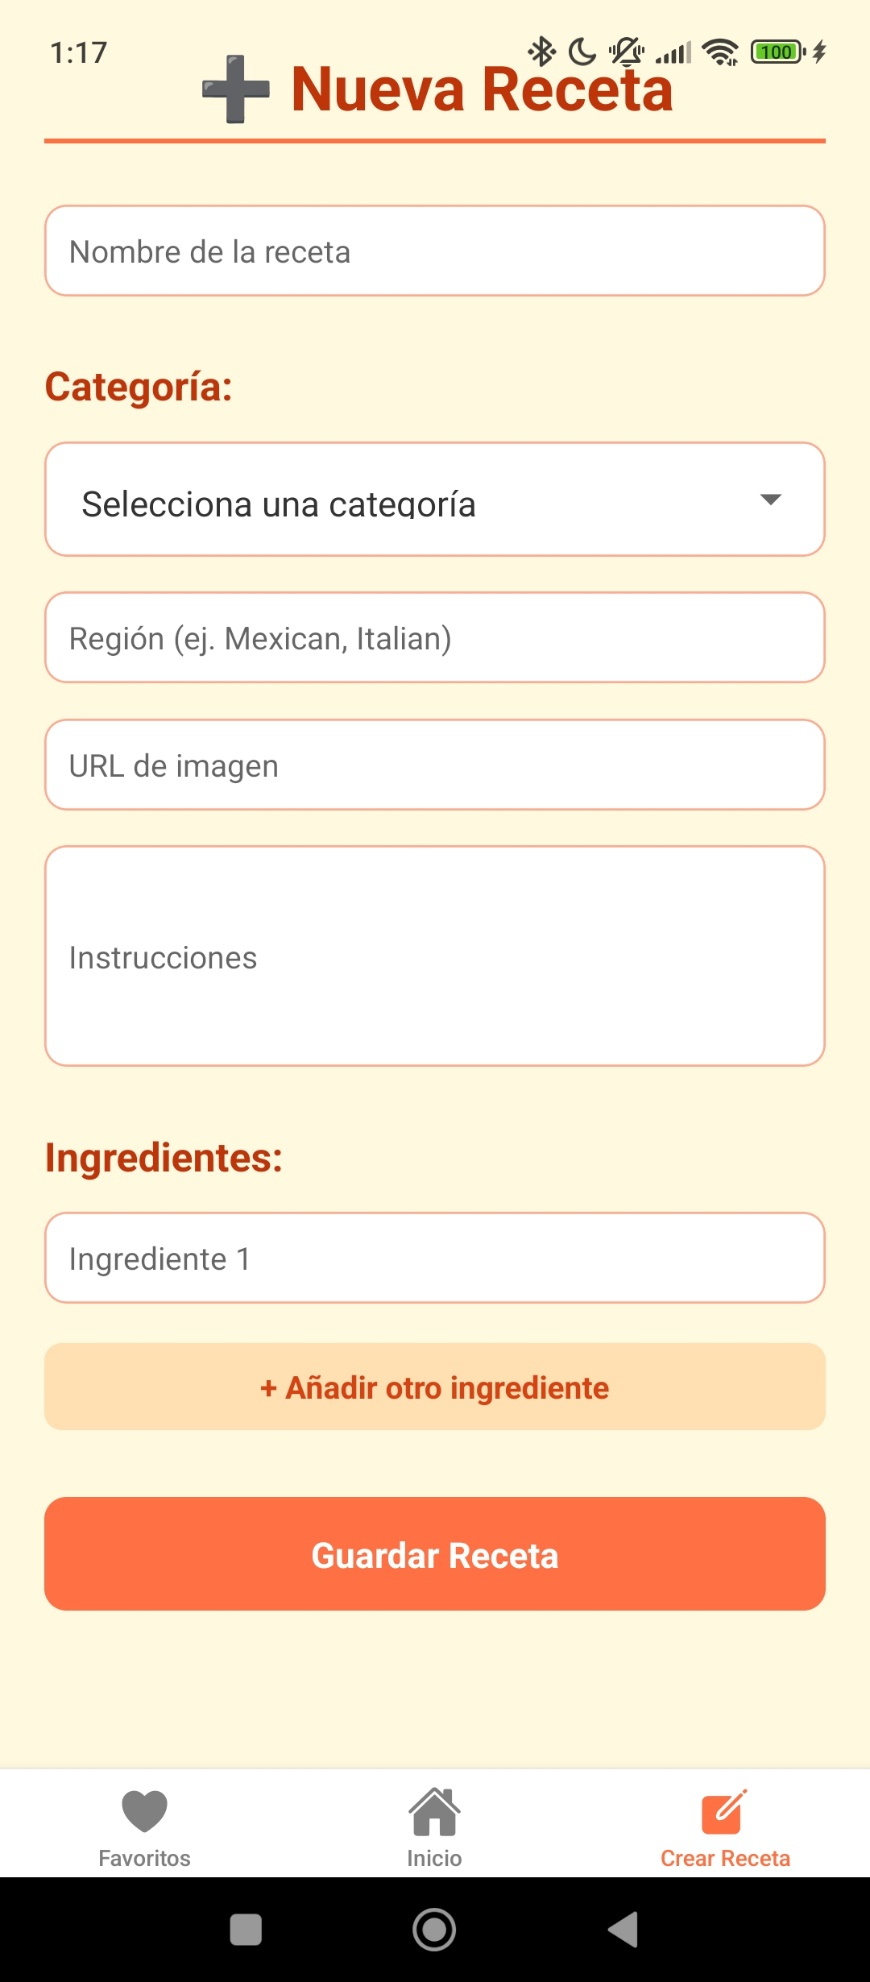 1:17
100
➕ Nueva Receta
Nombre de la receta
Categoría:
Selecciona una categoría
Región (ej. Mexican, Italian)
URL de imagen
Instrucciones
Ingredientes:
Ingrediente 1
+ Añadir otro ingrediente
Guardar Receta
Favoritos
Inicio
Crear Receta